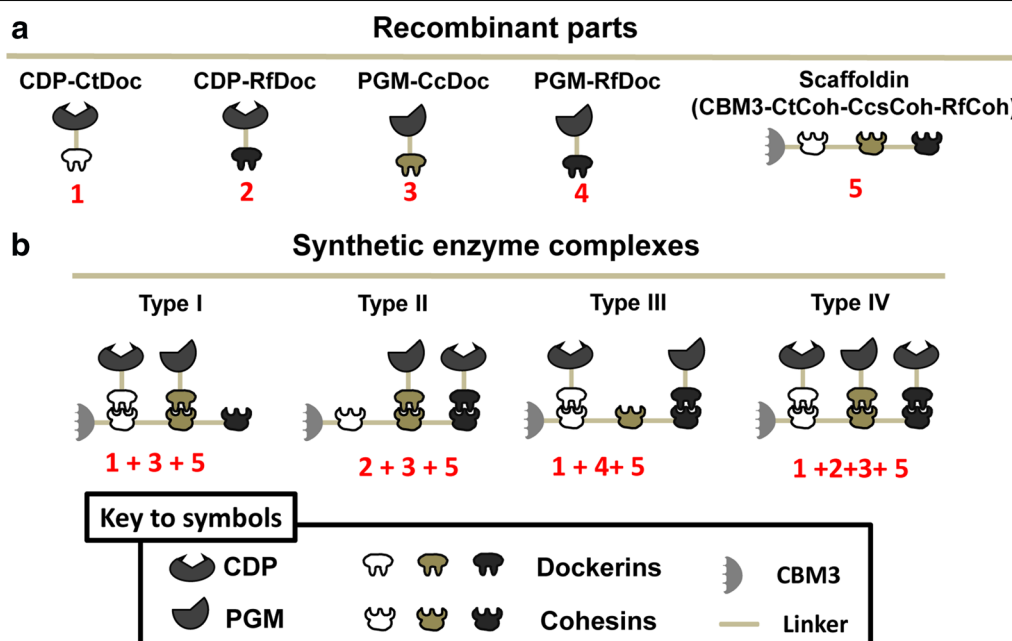 a
Recombinant parts
CDP-CtDoc CDP-RfDoc PGM-CcDoc PGM-RfDoc Scaffoldin
(CBM3-CtCoh-CcsCoh-RfCoh)
1 2 3 4 5
b
Synthetic enzyme complexes
Type I Type II Type III Type IV
1 + 3 + 5 2 + 3 + 5 1 + 4+ 5 1 +2+3+ 5
Key to symbols
CDP Dockerins CBM3
PGM Cohesins Linker